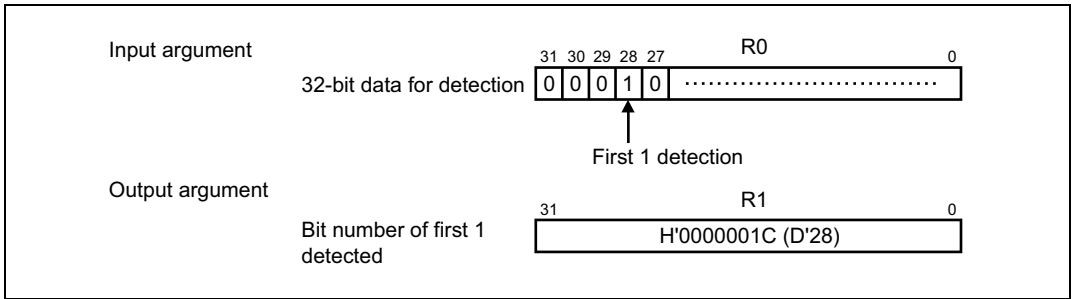 Input argument
R0
31 30 29 28 27 0
32-bit data for detection 0 0 0 1 0 ..............................
First 1 detection
Output argument
R1
31 0
Bit number of first 1
detected
H'0000001C (D'28)